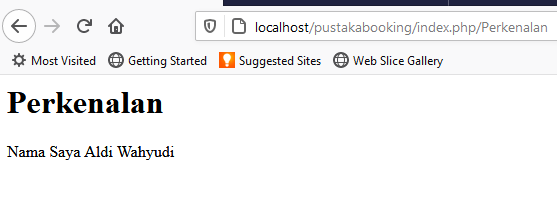 localhost/pustakabooking/index.php/Perkenalan
Most Visited Getting Started Suggested Sites Web Slice Gallery
Perkenalan
Nama Saya Aldi Wahyudi